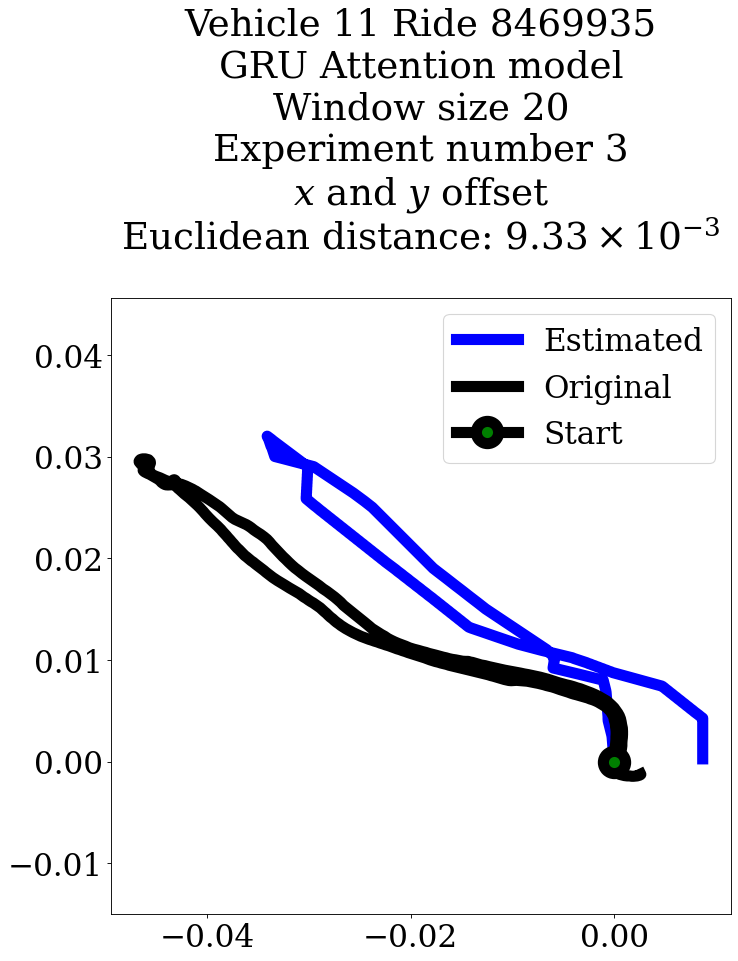 Vehicle 11 Ride 8469935
GRU Attention model
Window size 20
Experiment number 3
x and y offset
Euclidean distance: 9.33 × 10⁻³
Estimated
Original
Start
0.04
0.03
0.02
0.01
0.00
−0.01
−0.04
−0.02
0.00